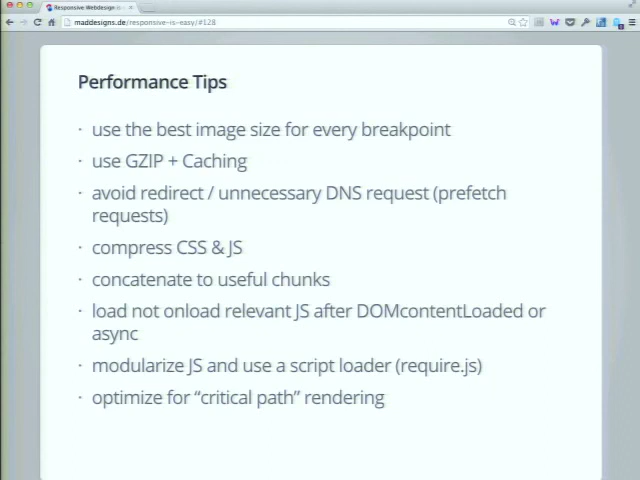 Responsive Webdesign
maddesigns.de/responsive-is-easy/#128
Performance Tips
· use the best image size for every breakpoint
· use GZIP + Caching
· avoid redirect / unnecessary DNS request (prefetch
requests)
· compress CSS & JS
· concatenate to useful chunks
· load not onload relevant JS after DOMcontentLoaded or
async
· modularize JS and use a script loader (require.js)
· optimize for “critical path” rendering